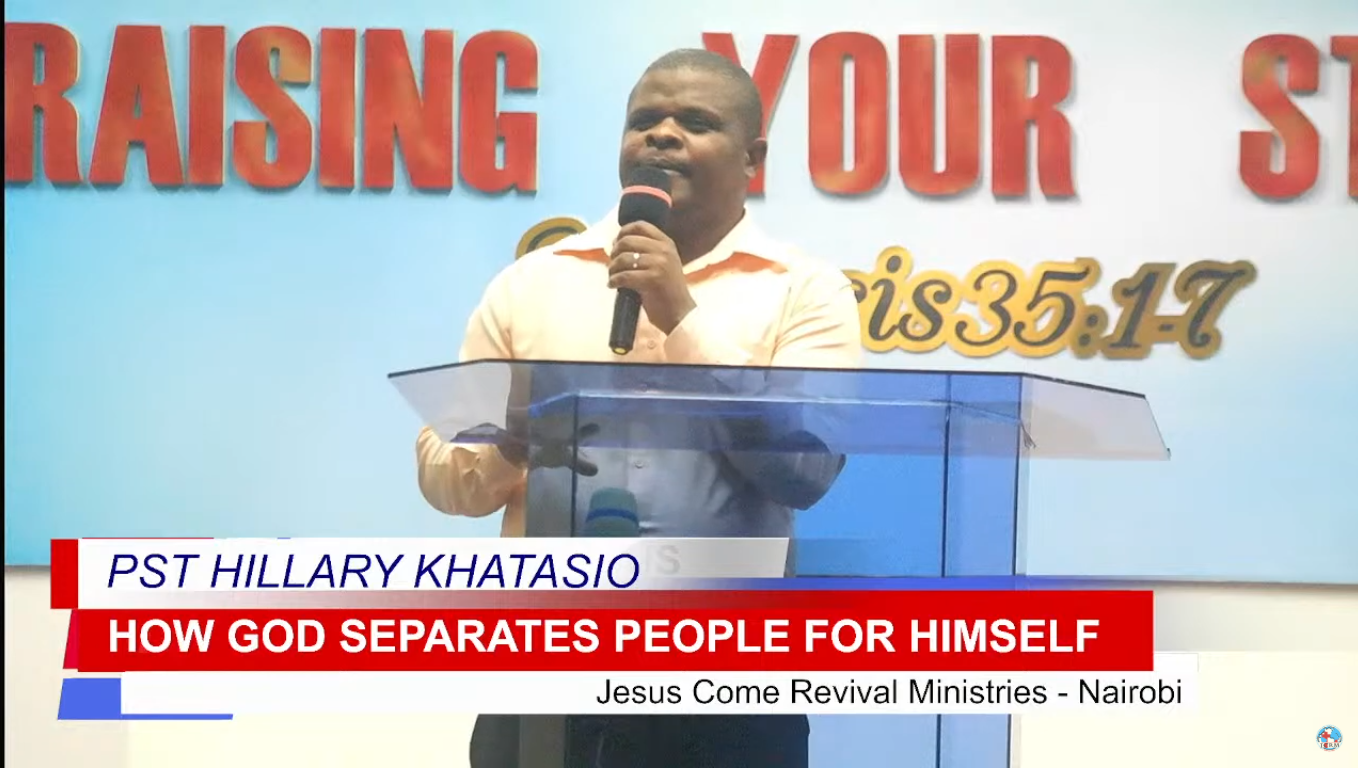 RAISING YOUR
is35:1-7
PST HILLARY KHATASIO
HOW GOD SEPARATES PEOPLE FOR HIMSELF
Jesus Come Revival Ministries - Nairobi